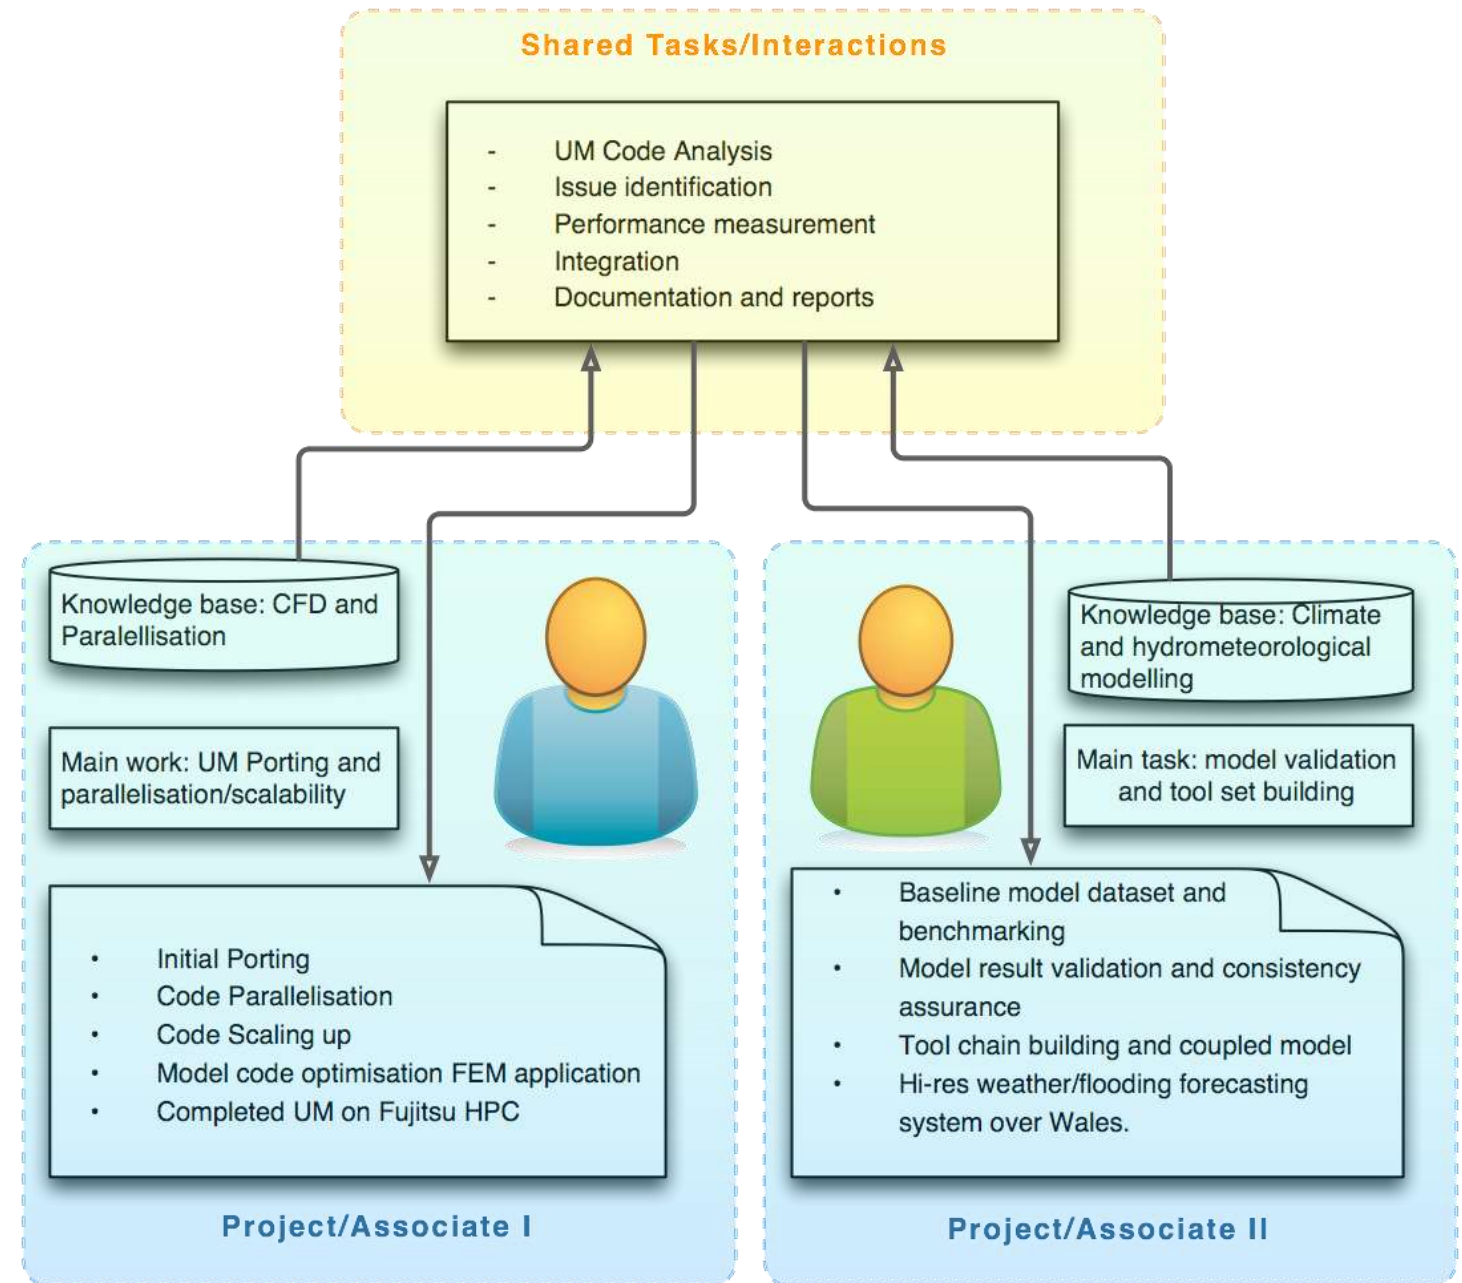 Shared Tasks/Interactions
- UM Code Analysis
- Issue identification
- Performance measurement
- Integration
- Documentation and reports
Knowledge base: CFD and
Paralellisation
Main work: UM Porting and
parallelisation/scalability
• Initial Porting
• Code Parallelisation
• Code Scaling up
• Model code optimisation FEM application
• Completed UM on Fujitsu HPC
Project/Associate I
Knowledge base: Climate
and hydrometeorological
modelling
Main task: model validation
and tool set building
• Baseline model dataset and
benchmarking
• Model result validation and consistency
assurance
• Tool chain building and coupled model
• Hi-res weather/flooding forecasting
system over Wales.
Project/Associate II